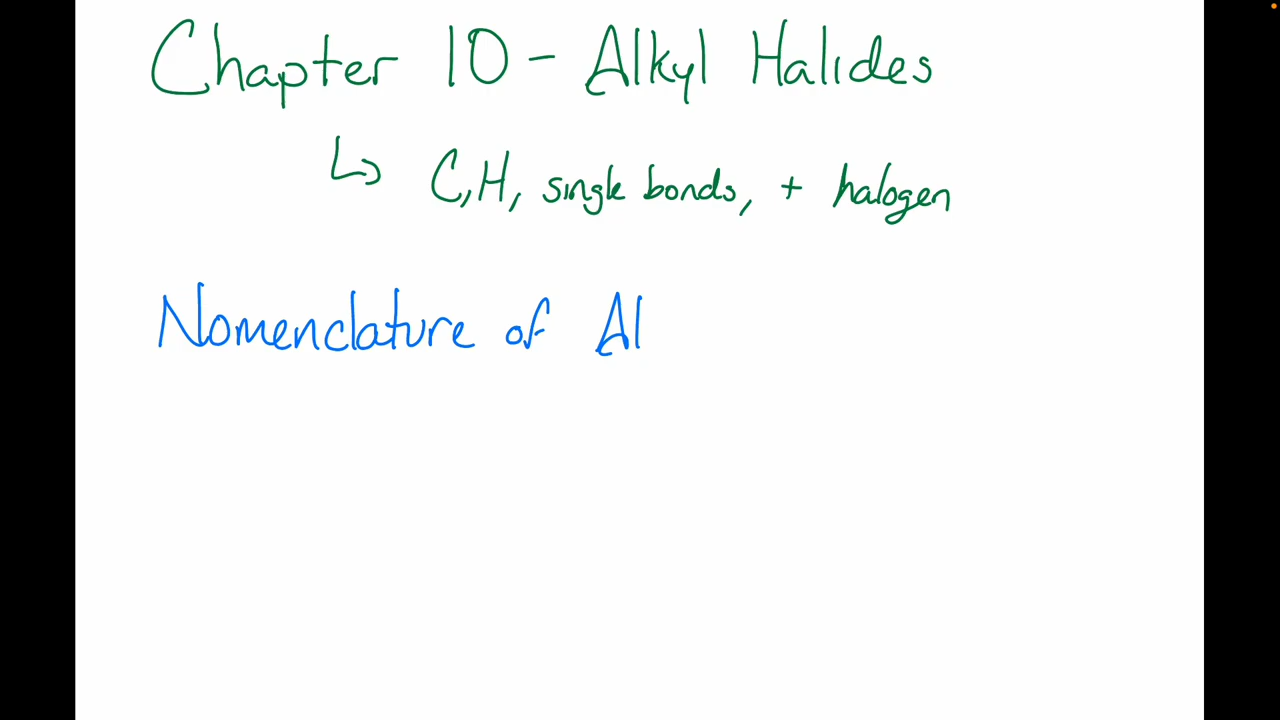 Chapter 10 - Alkyl Halides
↳ C, H, single bonds, + halogen
Nomenclature of Al